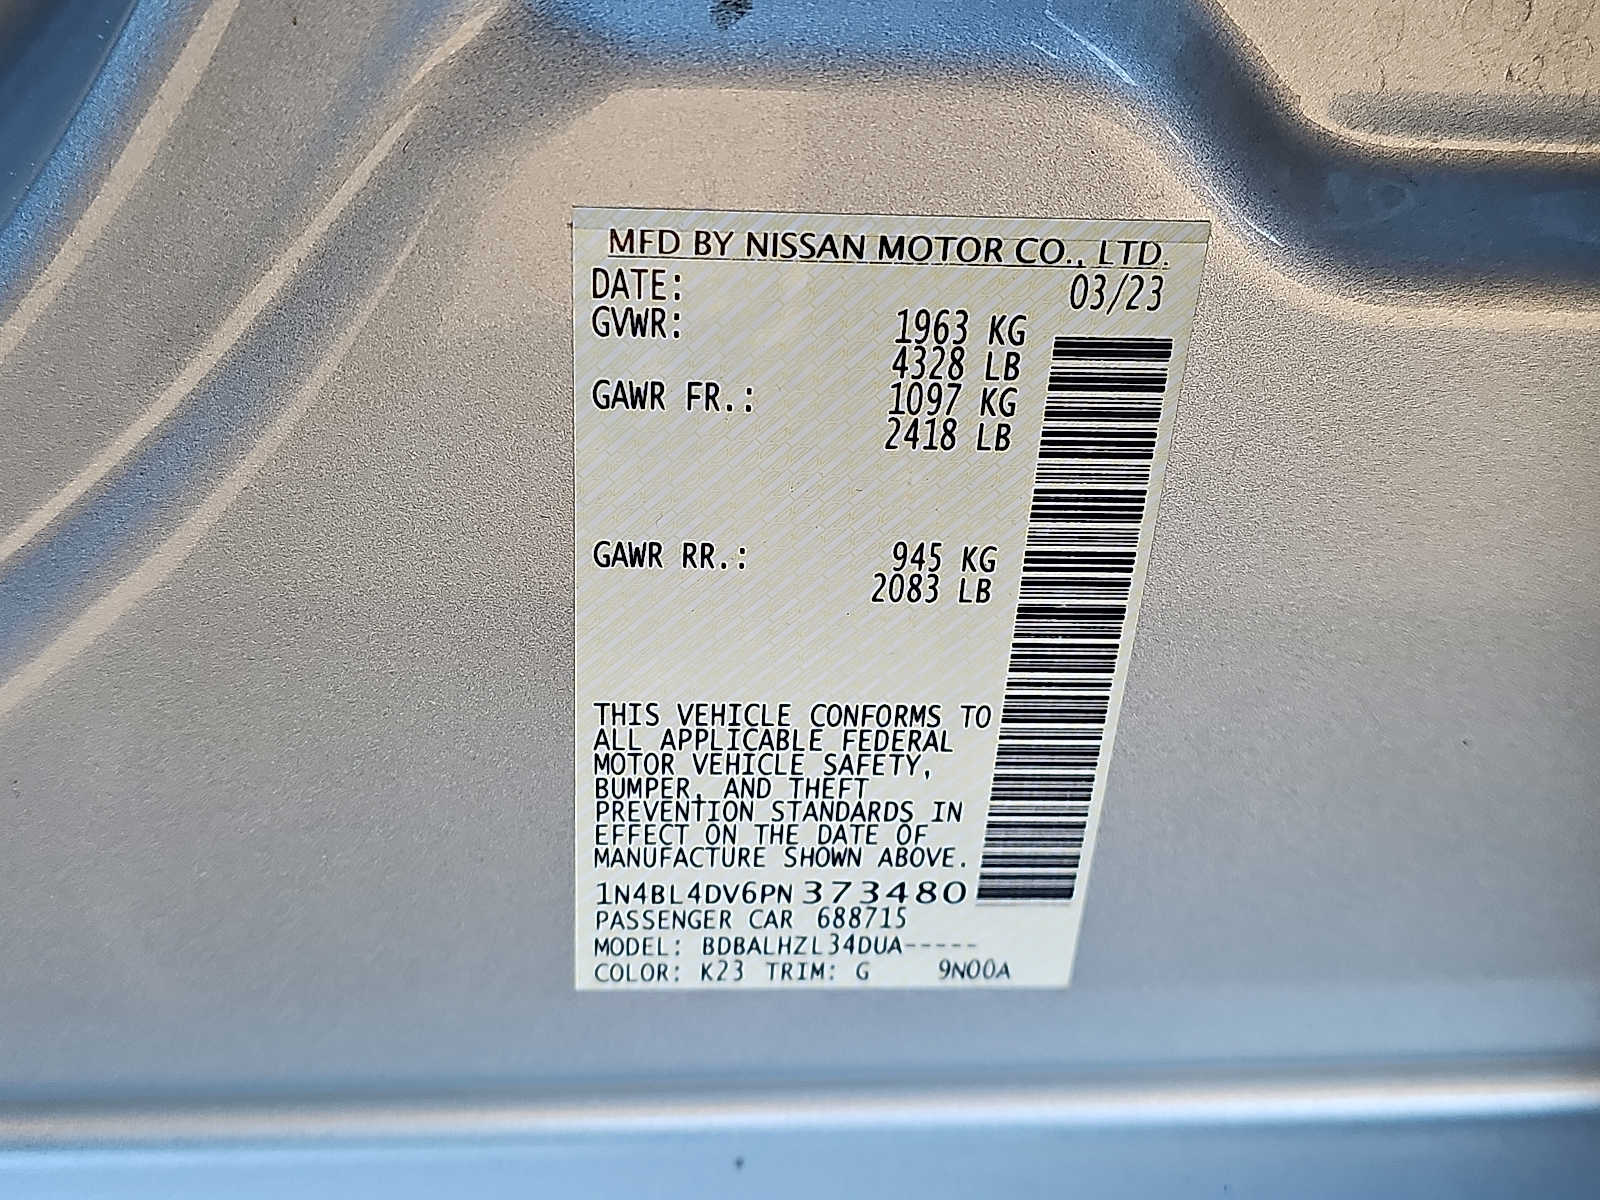 MFD BY NISSAN MOTOR CO., LTD.
DATE: 03/23
GVWR: 1963 KG
4328 LB
GAWR FR.: 1097 KG
2418 LB
GAWR RR.: 945 KG
2083 LB
THIS VEHICLE CONFORMS TO
ALL APPLICABLE FEDERAL
MOTOR VEHICLE SAFETY,
BUMPER, AND THEFT
PREVENTION STANDARDS IN
EFFECT ON THE DATE OF
MANUFACTURE SHOWN ABOVE.
1N4BL4DV6PN373480
PASSENGER CAR 688715
MODEL: BDBALHZL34DUA-----
COLOR: K23 TRIM: G 9N00A